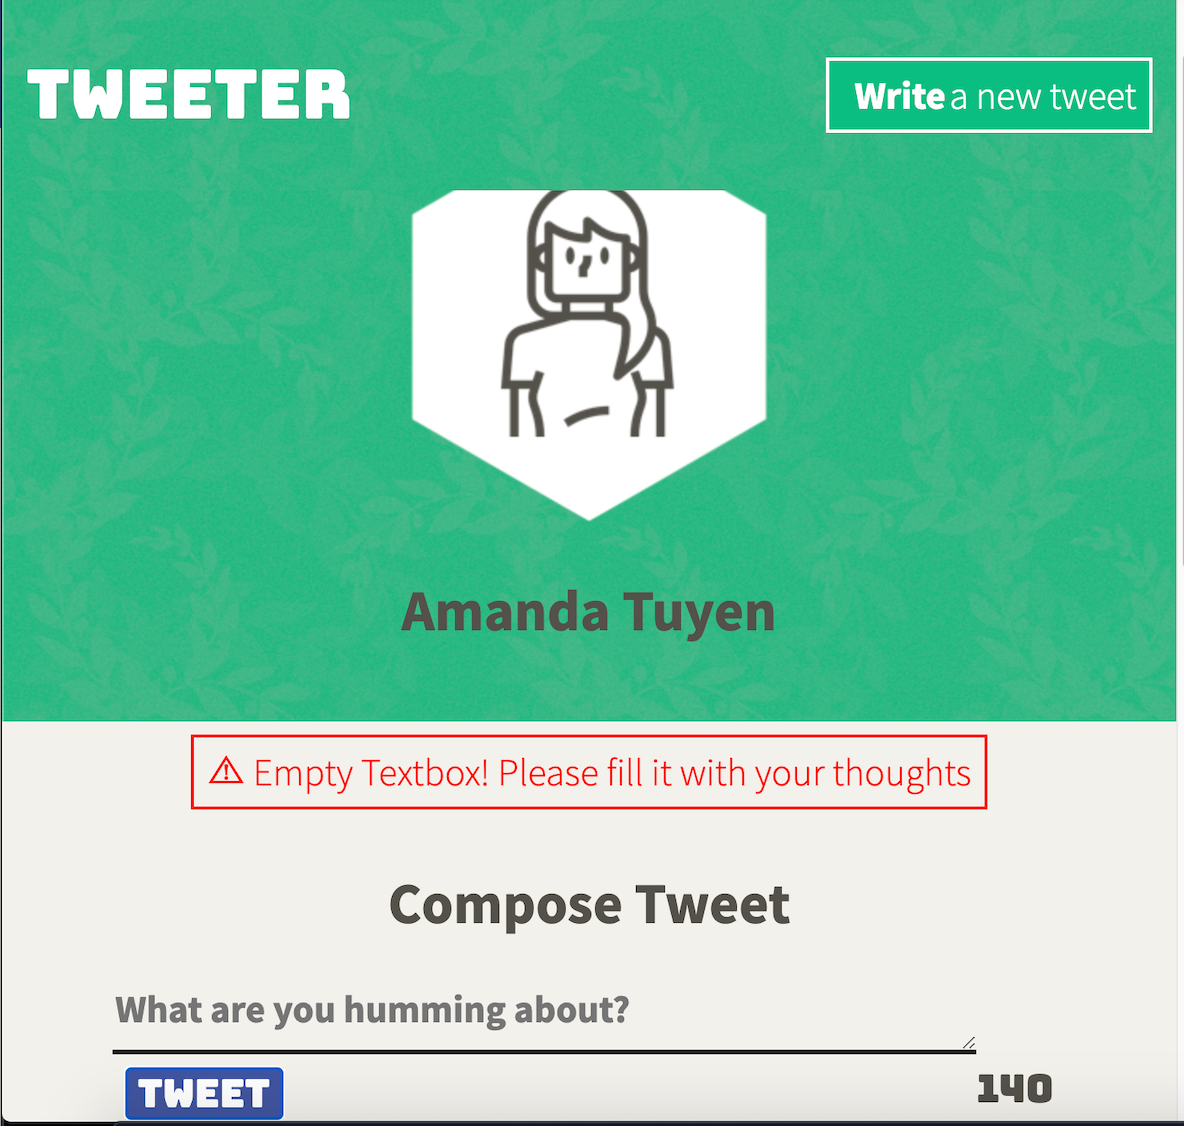 TWEETER
Write a new tweet
Amanda Tuyen
⚠ Empty Textbox! Please fill it with your thoughts
Compose Tweet
What are you humming about?
TWEET
140